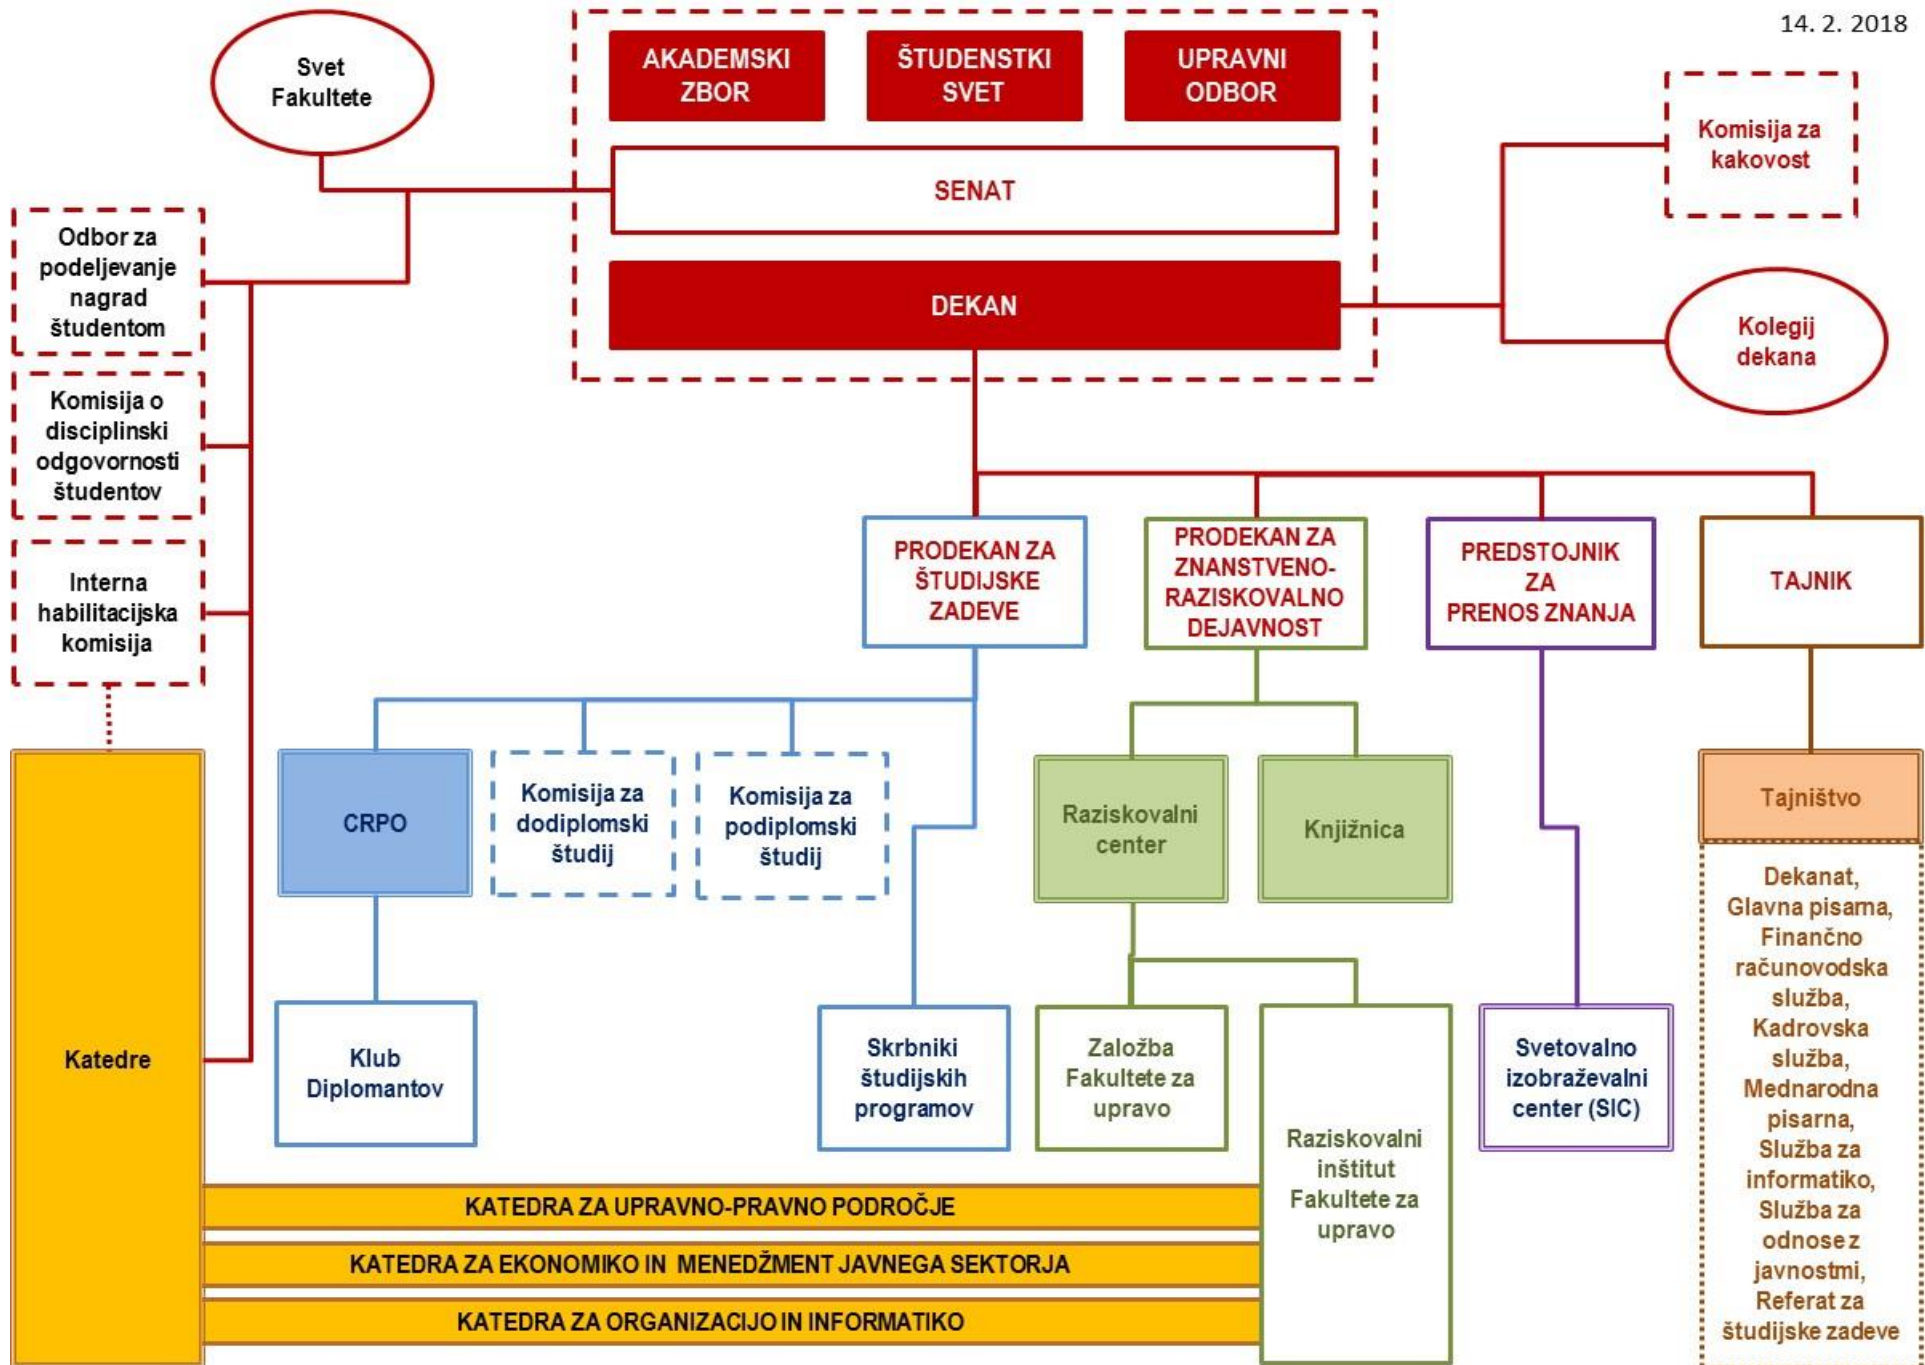 14. 2. 2018
Svet
Fakultete
AKADEMSKI
ZBOR
ŠTUDENSTKI
SVET
UPRAVNI
ODBOR
SENAT
DEKAN
Komisija za
kakovost
Kolegij
dekana
Odbor za
podeljevanje
nagrad
študentom
Komisija o
disciplinski
odgovornosti
študentov
Interna
habilitacijska
komisija
PRODEKAN ZA
ŠTUDIJSKE
ZADEVE
PRODEKAN ZA
ZNANSTVENO-
RAZISKOVALNO
DEJAVNOST
PREDSTOJNIK
ZA
PRENOS ZNANJA
TAJNIK
CRPO
Komisija za
dodiplomski
študij
Komisija za
podiplomski
študij
Raziskovalni
center
Knjižnica
Tajništvo
Dekanat,
Glavna pisarna,
Finančno
računovodska
služba,
Kadrovska
služba,
Mednarodna
pisarna,
Služba za
informatiko,
Služba za
odnose z
javnostmi,
Referat za
študijske zadeve
Katedre
Klub
Diplomantov
Skrbniki
študijskih
programov
Založba
Fakultete za
upravo
Raziskovalni
inštitut
Fakultete za
upravo
Svetovalno
izobraževalni
center (SIC)
KATEDRA ZA UPRAVNO-PRAVNO PODROČJE
KATEDRA ZA EKONOMIKO IN MENEDŽMENT JAVNEGA SEKTORJA
KATEDRA ZA ORGANIZACIJO IN INFORMATIKO